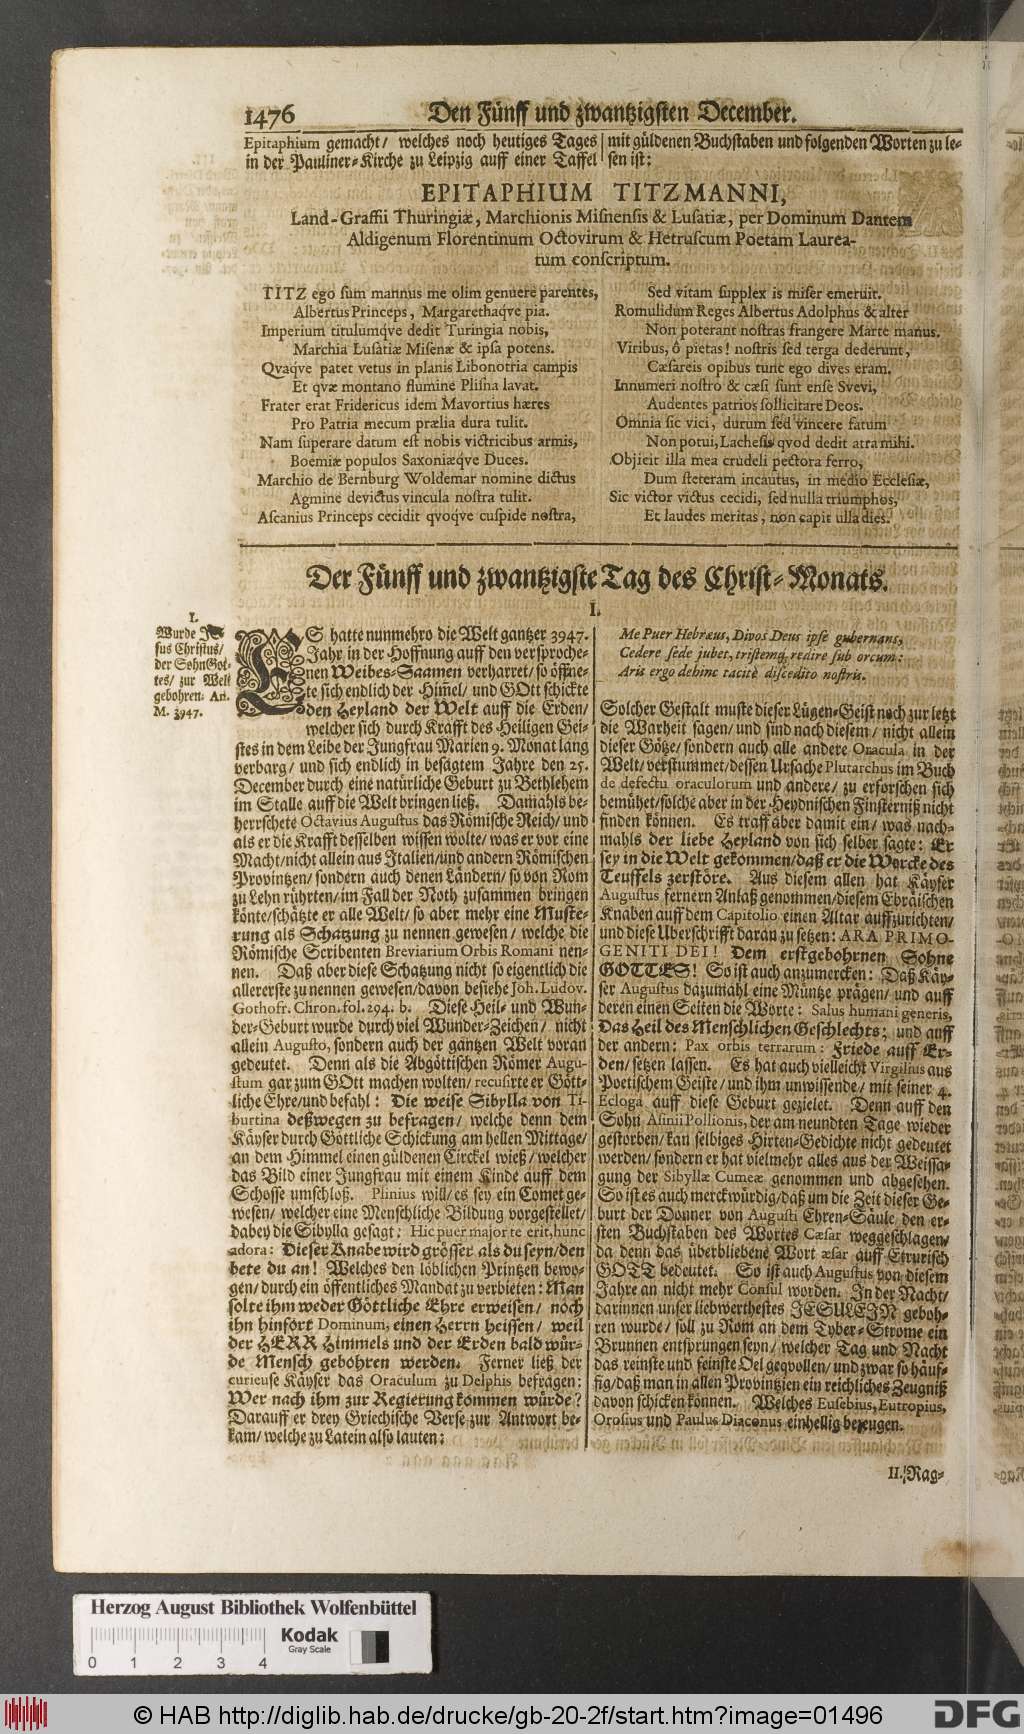 1476
Den Fünff und zwantzigsten December.
Epitaphium gemacht/ welches noch heutiges Tages
in der Pauliner-Kirche zu Leipzig auff einer Taffel
mit güldenen Buchstaben und folgenden Worten zu le-
sen ist:
EPITAPHIUM TITZMANNI,
Land-Graffii Thuringiæ, Marchionis Misnensis & Lusatiæ, per Dominum Dantem
Aldigenum Florentinum Octovirum & Hetruscum Poetam Laurea-
tum conscriptum.
TITZ ego sum mannus me olim genuere parentes,
Albertus Princeps, Margarethaqve pia.
Imperium titulumqve dedit Turingia nobis,
Marchia Lusatiæ Misenæ & ipsa potens.
Qvaqve patet vetus in planis Libonotria campis
Et qvæ montano flumine Plisna lavat.
Frater erat Fridericus idem Mavortius hæres
Pro Patria mecum prælia dura tulit.
Nam superare datum est nobis victricibus armis,
Boemiæ populos Saxoniæqve Duces.
Marchio de Bernburg Woldemar nomine dictus
Agmine devictus vincula nostra tulit.
Ascanius Princeps cecidit qvoqve cuspide nostra,
Sed vitam supplex is miser emeruit.
Romulidum Reges Albertus Adolphus & alter
Non poterant nostras frangere Marte manus.
Viribus, ô pietas! nostris sed terga dederunt,
Cæsareis opibus tunc ego dives eram.
Innumeri nostro & cæsi sunt ense Svevi,
Audentes patrios sollicitare Deos.
Omnia sic vici, durum sed vincere fatum
Non potui, Lachesis qvod dedit atra mihi.
Objicit illa mea crudeli pectora ferro,
Dum steteram incautus, in medio Ecclesiæ,
Sic victor victus cecidi, sed nulla triumphos,
Et laudes meritas, non capit ulla dies.
Der Fünff und zwantzigste Tag des Christ-Monats.
I.
I.
Wurde JE-
sus Christus/
der Sohn Got-
tes/ zur Welt
gebohren: An.
M. 3947.
ES hatte nunmehro die Welt gantzer 3947.
Jahr in der Hoffnung auff den versproche-
nen Weibes-Saamen verharret/ so öffne-
te sich endlich der Him̃el/ und GOtt schickte
den Heyland der Welt auff die Erden/
welcher sich durch Krafft des Heiligen Gei-
stes in dem Leibe der Jungfrau Marien 9. Monat lang
verbarg/ und sich endlich in besagtem Jahre den 25.
December durch eine natürliche Geburt zu Bethlehem
im Stalle auff die Welt bringen ließ. Damahls be-
herrschete Octavius Augustus das Römische Reich/ und
als er die Krafft desselben wissen wolte/ was er vor eine
Macht/ nicht allein aus Italien/ und andern Römischen
Provintzen/ sondern auch denen Ländern/ so von Rom
zu Lehn rührten/ im Fall der Noth zusammen bringen
könte/ schätzte er alle Welt/ so aber mehr eine Muste-
rung als Schatzung zu nennen gewesen/ welche die
Römische Scribenten Breviarium Orbis Romani nen-
nen. Daß aber diese Schatzung nicht so eigentlich die
allererste zu nennen gewesen/ davon besiehe Joh. Ludov.
Gothofr. Chron. fol. 294. b. Diese Heil- und Wun-
der-Geburt wurde durch viel Wunder-Zeichen/ nicht
allein Augusto, sondern auch der gantzen Welt voran
gedeutet. Denn als die Abgöttischen Römer Augu-
stum gar zum GOtt machen wolten/ recusirte er Gött-
liche Ehre/ und befahl: Die weise Sibylla von Ti-
burtina deßwegen zu befragen/ welche denn dem
Käyser durch Göttliche Schickung am hellen Mittage/
an dem Himmel einen güldenen Circkel wieß/ welcher
das Bild einer Jungfrau mit einem Kinde auff dem
Schosse umschloß. Plinius will/ es sey ein Comet ge-
wesen/ welcher eine Menschliche Bildung vorgestellet/
dabey die Sibylla gesagt: Hic puer major te erit, hunc
adora: Dieser Knabe wird grösser als du seyn/ den
bete du an! Welches den löblichen Printzen bewo-
gen/ durch ein öffentliches Mandat zu verbieten: Man
solte ihm weder Göttliche Ehre erweisen/ noch
ihn hinfort Dominum, einen Herrn heissen/ weil
der HERR Himmels und der Erden bald wür-
de Mensch gebohren werden. Ferner ließ der
curieuse Käyser das Oraculum zu Delphis befragen:
Wer nach ihm zur Regierung kommen würde?
Darauff er drey Griechische Verse zur Antwort be-
kam/ welche zu Latein also lauten:
Me Puer Hebræus, Divos Deus ipse gubernans,
Cedere sede jubet, tristemq́, redire sub orcum:
Aris ergo dehinc tacitè discedito nostris.
Solcher Gestalt muste dieser Lügen-Geist noch zur letzt
die Warheit sagen/ und sind nach diesem/ nicht allein
dieser Götze/ sondern auch alle andere Oracula in der
Welt/ verstummet/ dessen Ursache Plutarchus im Buch
de defectu oraculorum und andere/ zu erforschen sich
bemühet/ solche aber in der Heydnischen Finsterniß nicht
finden können. Es traff aber damit ein/ was nach-
mahls der liebe Heyland von sich selber sagte: Er
sey in die Welt gekommen/ daß er die Wercke des
Teuffels zerstöre. Aus diesem allen hat Käyser
Augustus fernern Anlaß genommen/ diesem Ebräischen
Knaben auff dem Capitolio einen Altar auffzurichten/
und diese Uberschrifft daran zu setzen: ARA PRIMO-
GENITI DEI! Dem erstgebohrnen Sohne
GOTTES! So ist auch anzumercken: Daß Käy-
ser Augustus dazumahl eine Müntze prägen/ und auff
deren einen Seiten die Worte: Salus humani generis,
Das Heil des Menschlichen Geschlechts; und auff
der andern: Pax orbis terrarum: Friede auff Er-
den/ setzen lassen. Es hat auch vielleicht Virgilius aus
Poetischem Geiste/ und ihm unwissende/ mit seiner 4.
Ecloga auff diese Geburt gezielet. Denn auff den
Sohn Asinii Pollionis, der am neundten Tage wieder
gestorben/ kan selbiges Hirten-Gedichte nicht gedeutet
werden/ sondern er hat vielmehr alles aus der Weissa-
gung der Sibyllæ Cumeæ genommen und abgesehen.
So ist es auch merckwürdig/ daß um die Zeit dieser Ge-
burt der Donner von Augusti Ehren-Säule den er-
sten Buchstaben des Wortes Cæsar weggeschlagen/
da denn das überbliebene Wort æsar auff Etrurisch
GOTT bedeutet. So ist auch Augustus von diesem
Jahre an nicht mehr Consul worden. In der Nacht/
darinnen unser liebwerthestes JESULEIN geboh-
ren wurde/ soll zu Rom an dem Tyber-Strome ein
Brunnen entsprungen seyn/ welcher Tag und Nacht
das reinste und feinste Oel geqvollen/ und zwar so häuf-
fig/ daß man in allen Provintzien ein reichliches Zeugniß
davon schicken können. Welches Eusebius, Eutropius,
Orosius und Paulus Diaconus einhellig bezeugen.
II. Rag-
Herzog August Bibliothek Wolfenbüttel
0 1 2 3 4
Kodak
Gray Scale
© HAB http://diglib.hab.de/drucke/gb-20-2f/start.htm?image=01496
DFG